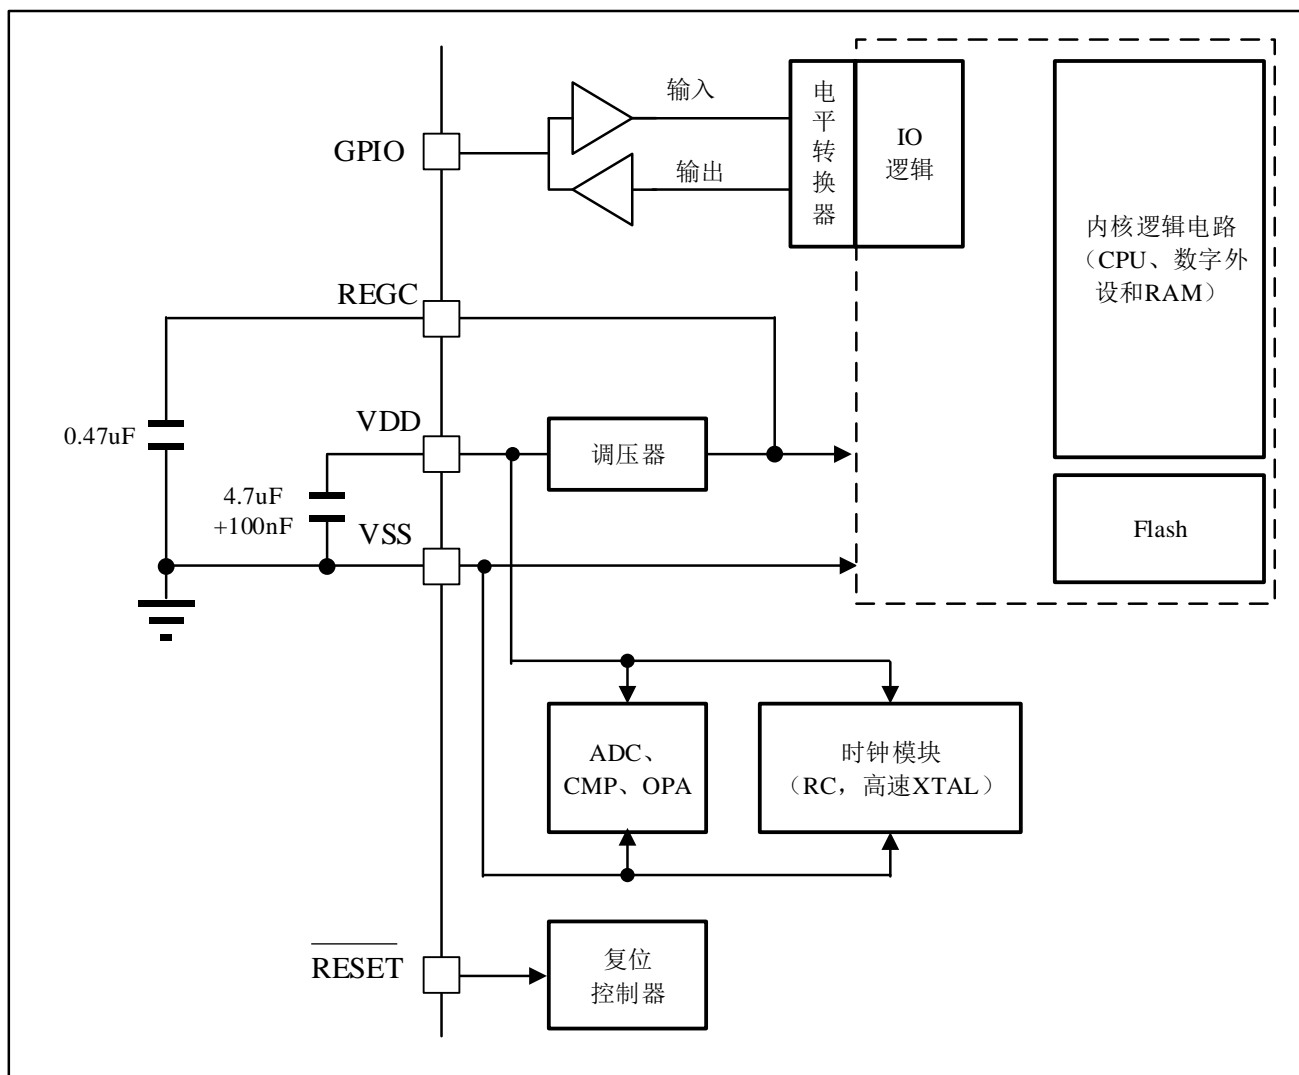 输入
电
平
转
换
器
IO
逻辑
GPIO
输出
内核逻辑电路
（CPU、数字外
设和RAM）
REGC
VDD
0.47uF
调压器
4.7uF
+100nF
VSS
Flash
ADC、
CMP、OPA
时钟模块
（RC，高速XTAL）
RESET
复位
控制器